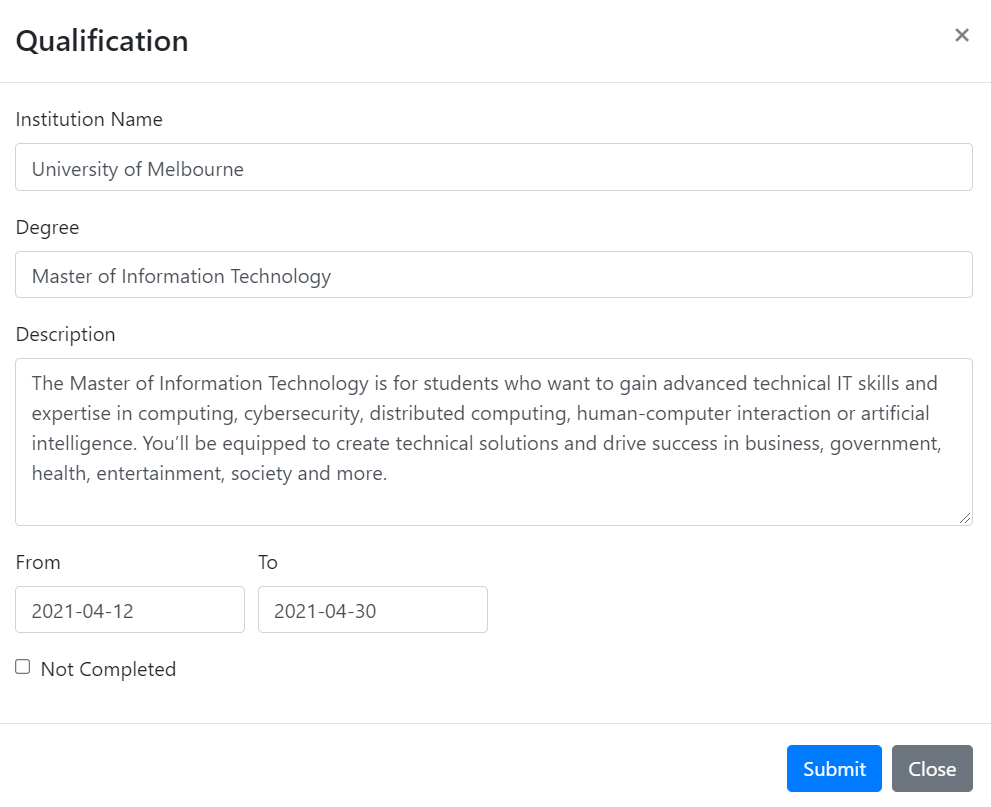 Qualification
×
Institution Name
University of Melbourne
Degree
Master of Information Technology
Description
The Master of Information Technology is for students who want to gain advanced technical IT skills and
expertise in computing, cybersecurity, distributed computing, human-computer interaction or artificial
intelligence. You’ll be equipped to create technical solutions and drive success in business, government,
health, entertainment, society and more.
From To
2021-04-12 2021-04-30
Not Completed
Submit Close